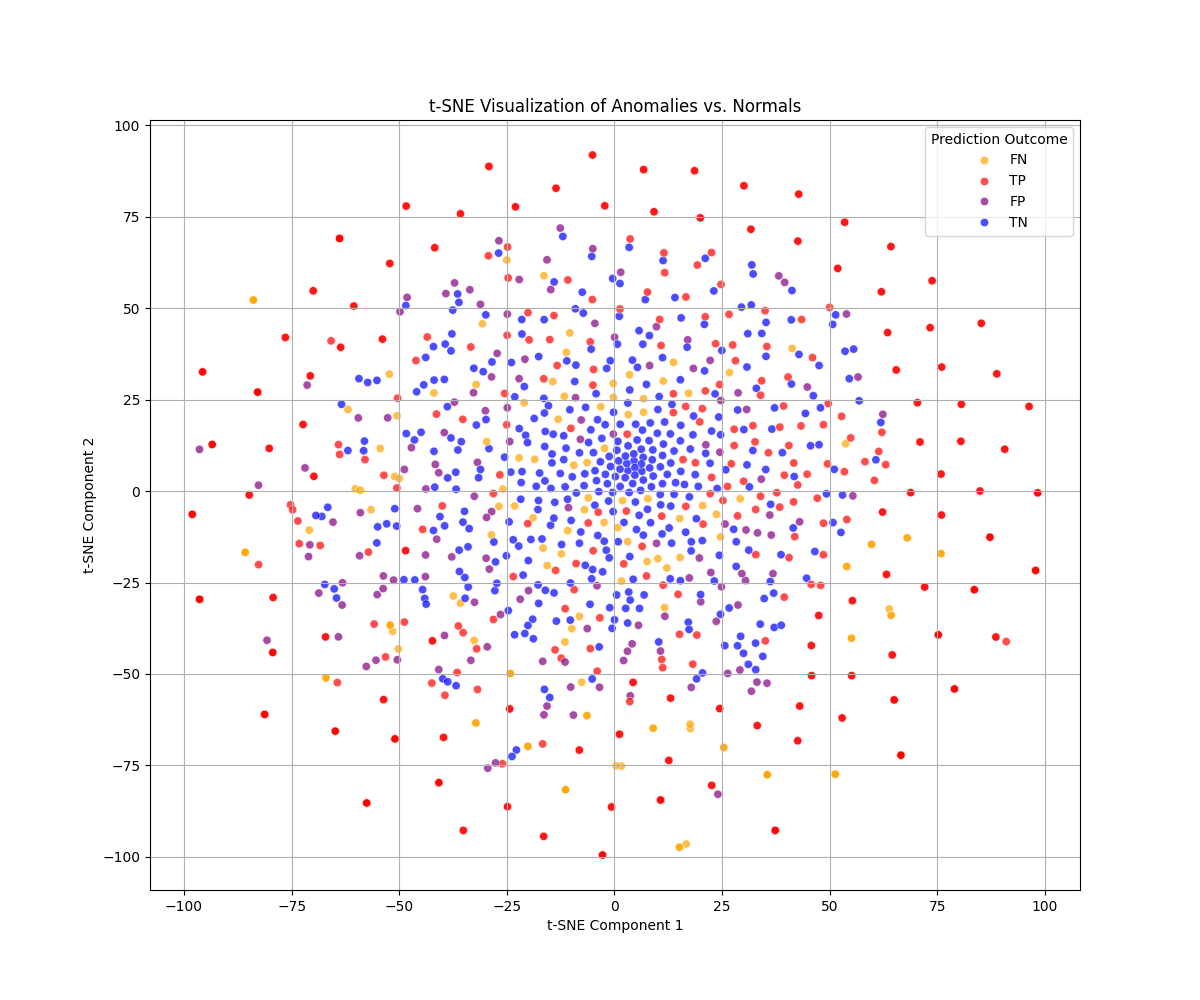 t-SNE Visualization of Anomalies vs. Normals
Prediction Outcome
FN
TP
FP
TN
100
75
50
25
0
−25
−50
−75
−100
t-SNE Component 2
−100 −75 −50 −25 0 25 50 75 100
t-SNE Component 1